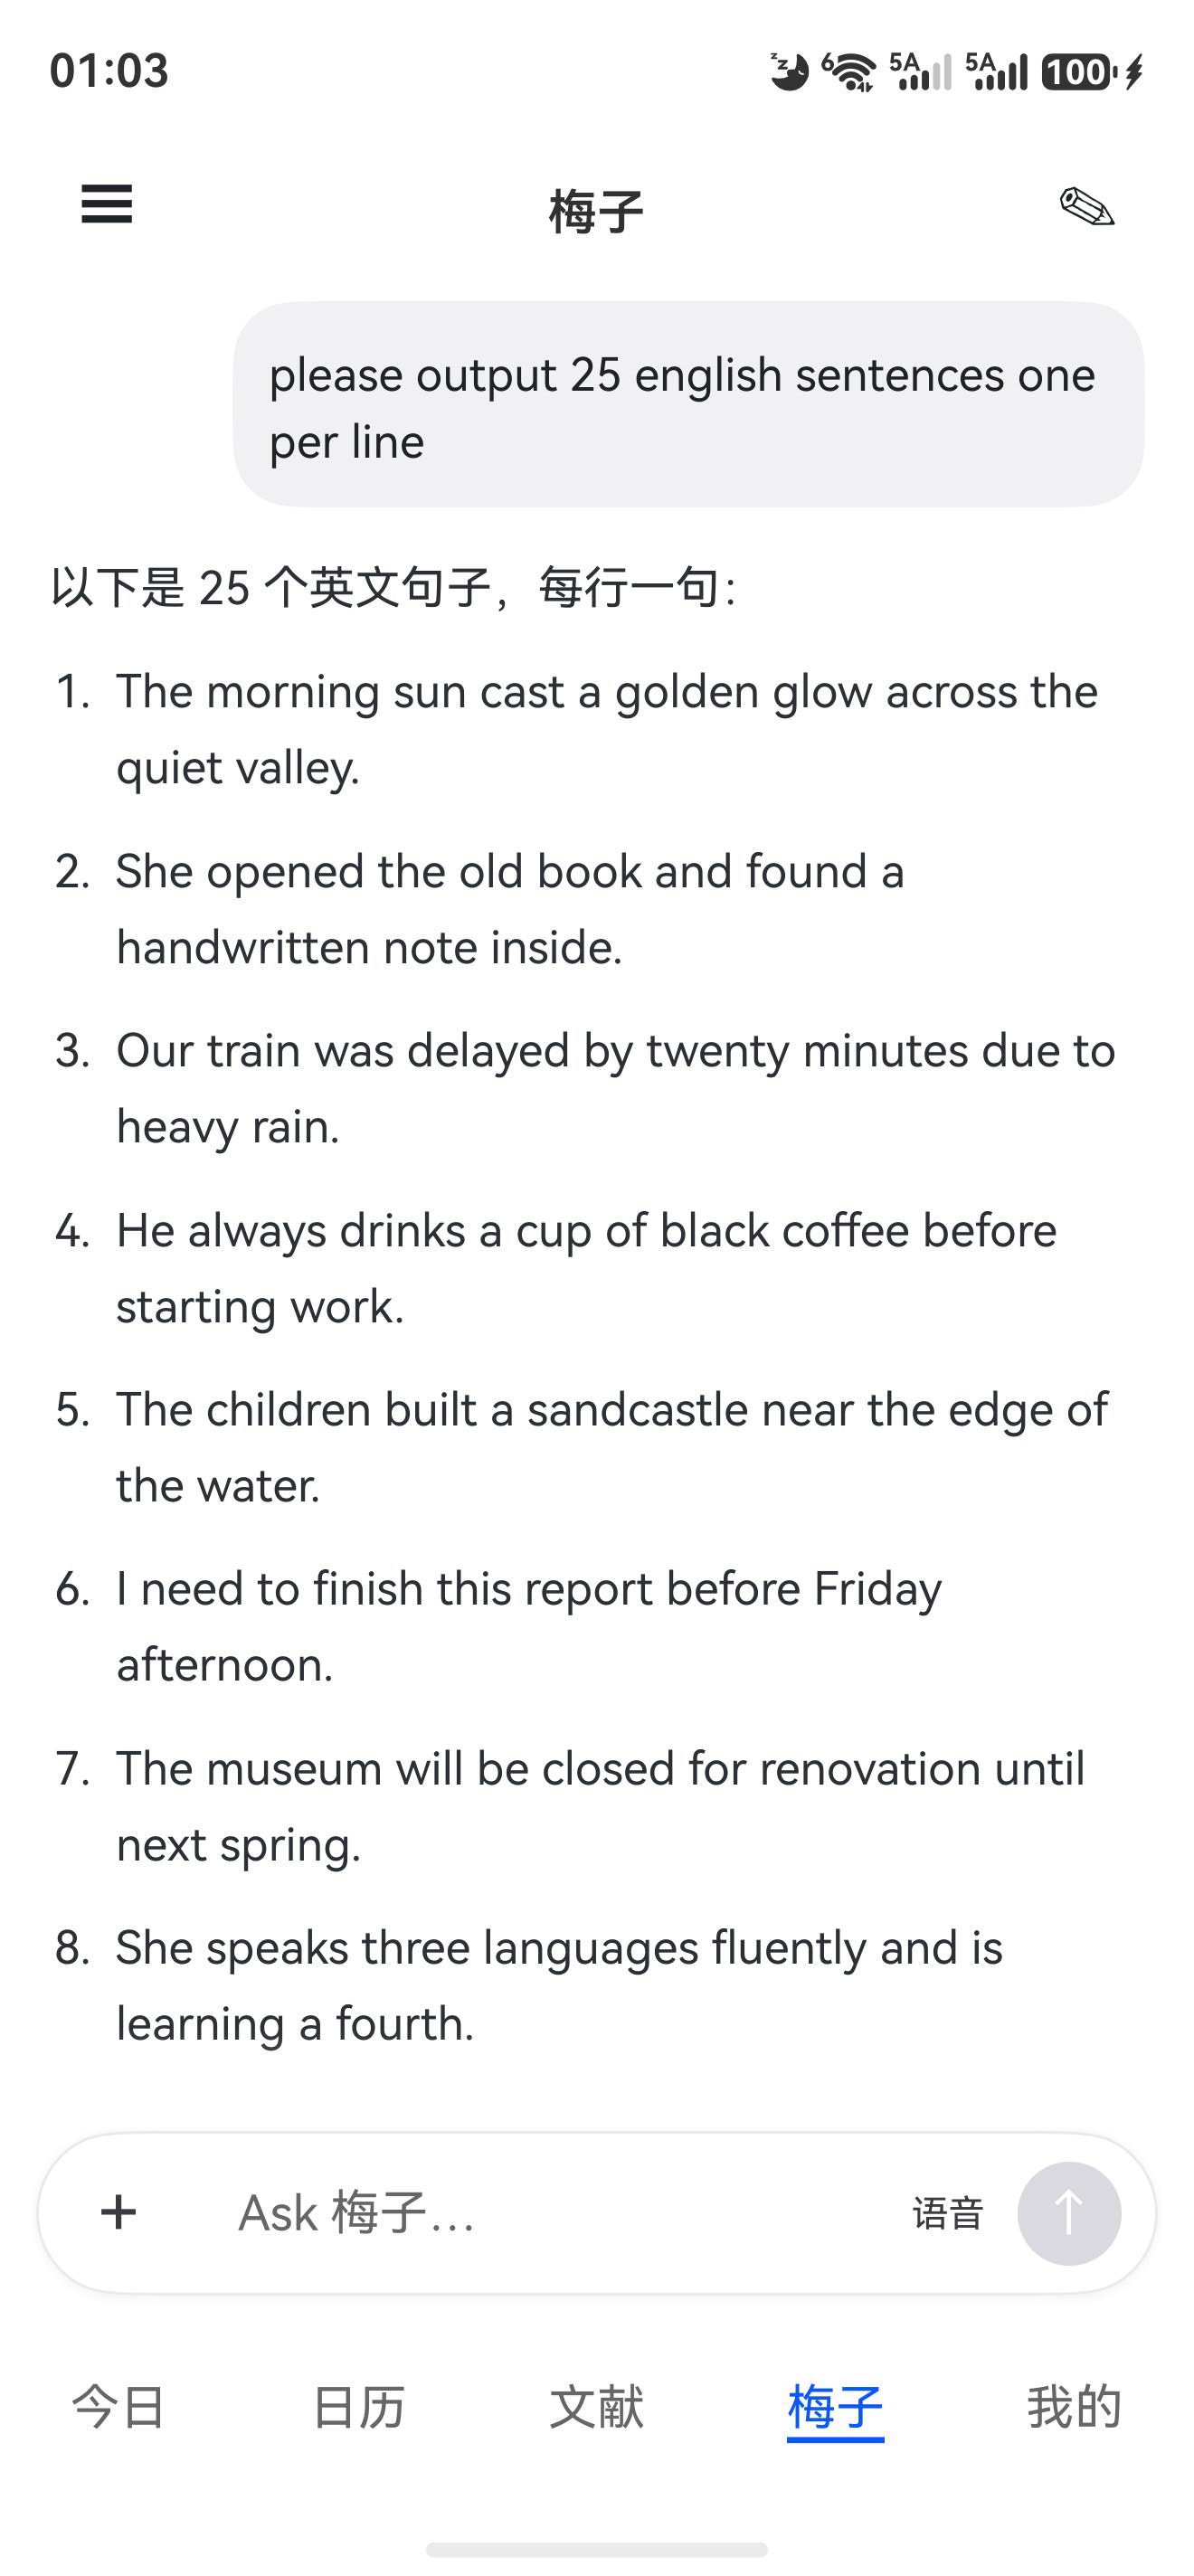 01:03
6 5A 5A 100
梅子
please output 25 english sentences one
per line
以下是 25 个英文句子，每行一句：
1. The morning sun cast a golden glow across the
quiet valley.
2. She opened the old book and found a
handwritten note inside.
3. Our train was delayed by twenty minutes due to
heavy rain.
4. He always drinks a cup of black coffee before
starting work.
5. The children built a sandcastle near the edge of
the water.
6. I need to finish this report before Friday
afternoon.
7. The museum will be closed for renovation until
next spring.
8. She speaks three languages fluently and is
learning a fourth.
+ Ask 梅子... 语音
今日 日历 文献 梅子 我的